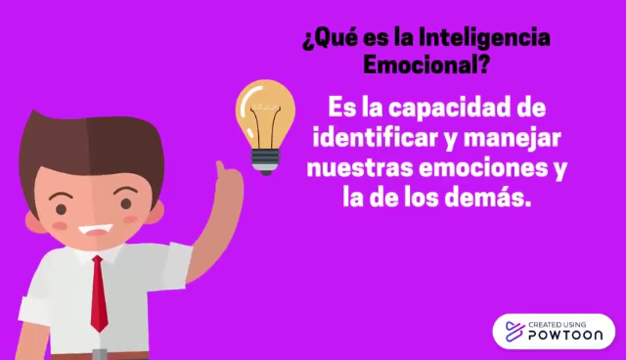 ¿Qué es la Inteligencia
Emocional?
Es la capacidad de
identificar y manejar
nuestras emociones y
la de los demás.
CREATED USING
POWTOON